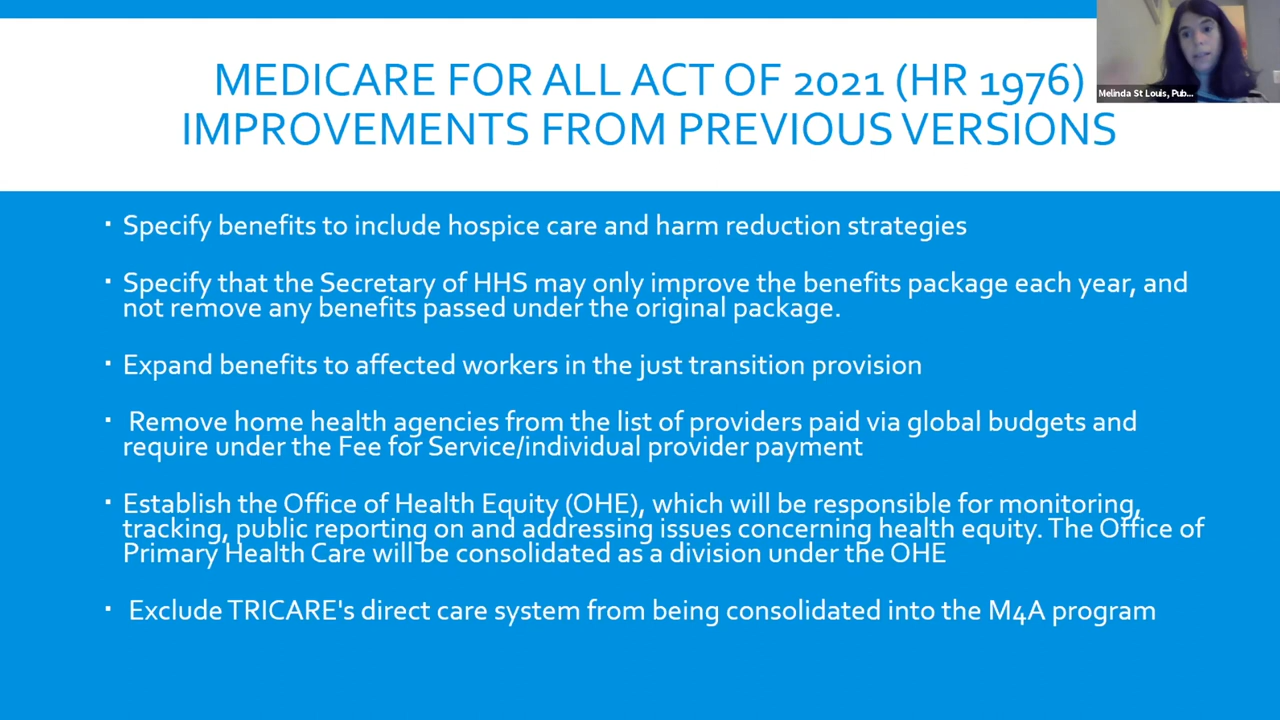 MEDICARE FOR ALL ACT OF 2021 (HR 1976)
IMPROVEMENTS FROM PREVIOUS VERSIONS
Melinda St Louis, Pub...
▪ Specify benefits to include hospice care and harm reduction strategies
▪ Specify that the Secretary of HHS may only improve the benefits package each year, and
not remove any benefits passed under the original package.
▪ Expand benefits to affected workers in the just transition provision
▪ Remove home health agencies from the list of providers paid via global budgets and
require under the Fee for Service/individual provider payment
▪ Establish the Office of Health Equity (OHE), which will be responsible for monitoring,
tracking, public reporting on and addressing issues concerning health equity. The Office of
Primary Health Care will be consolidated as a division under the OHE
▪ Exclude TRICARE's direct care system from being consolidated into the M4A program